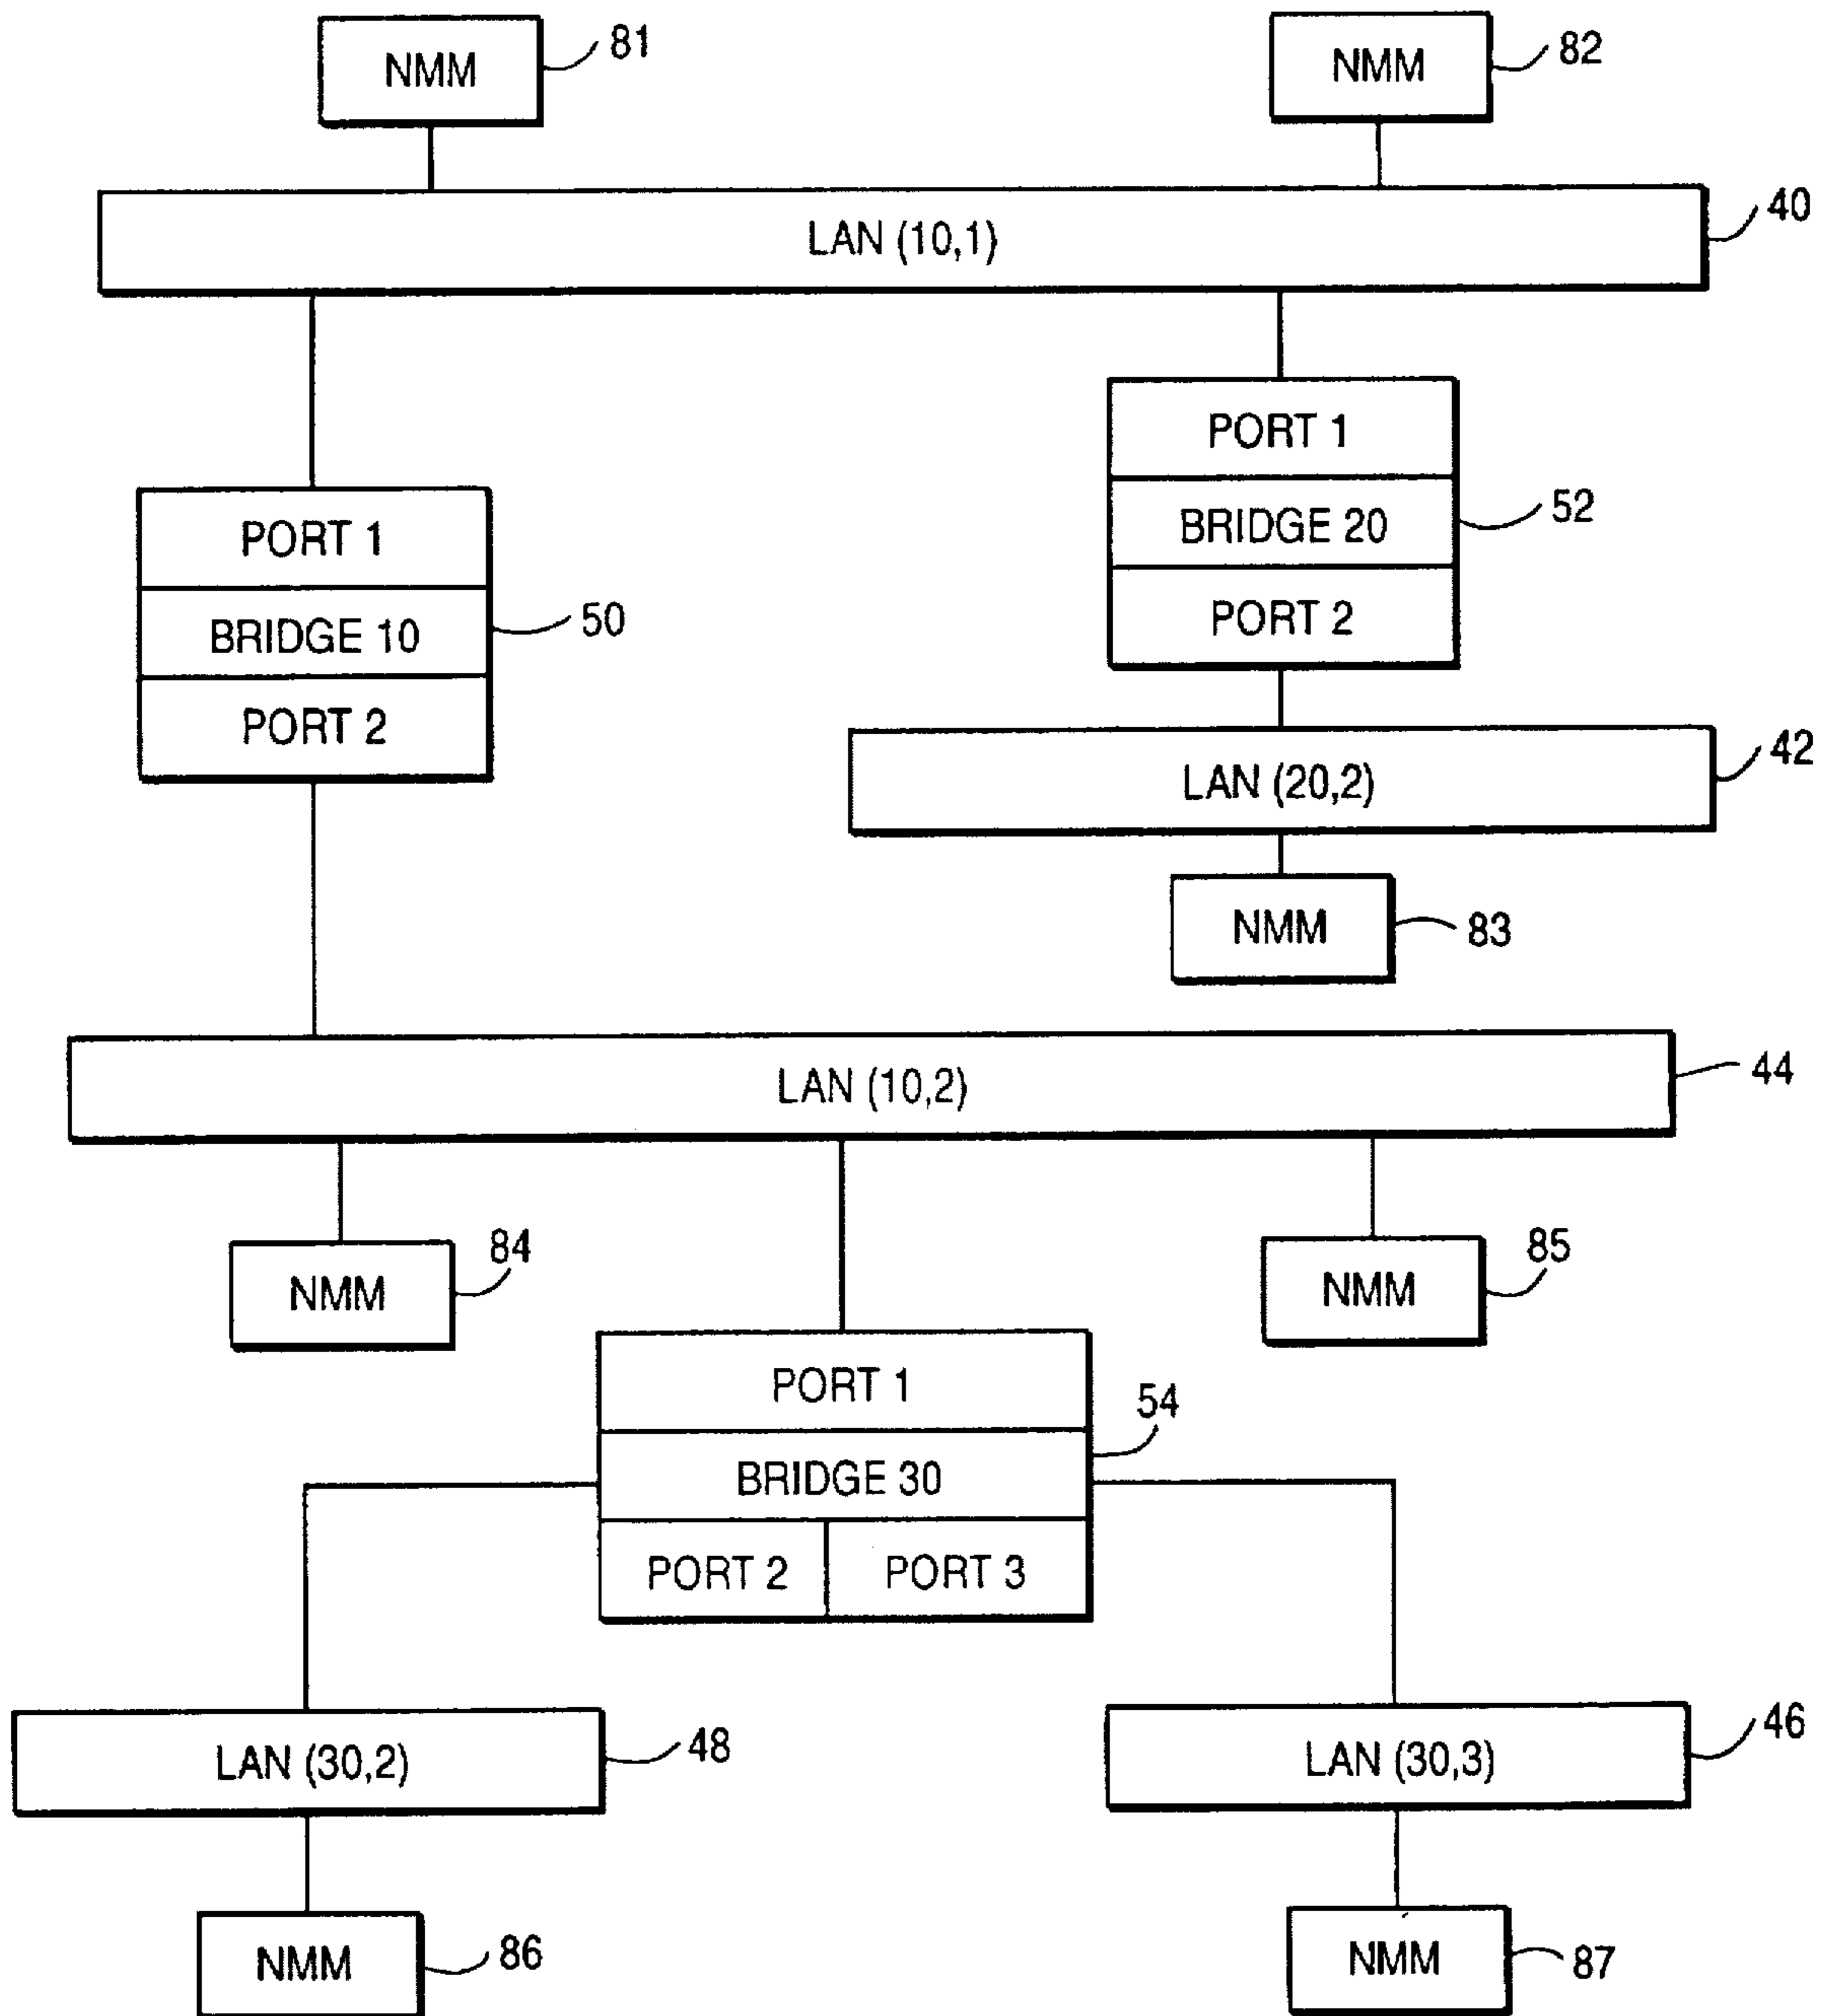 NMM
81
NMM
82
LAN (10,1)
40
PORT 1
BRIDGE 20
PORT 2
52
PORT 1
BRIDGE 10
PORT 2
50
LAN (20,2)
42
NMM
83
LAN (10,2)
44
NMM
84
NMM
85
PORT 1
BRIDGE 30
PORT 2
PORT 3
54
LAN (30,2)
48
LAN (30,3)
46
NMM
86
NMM
87